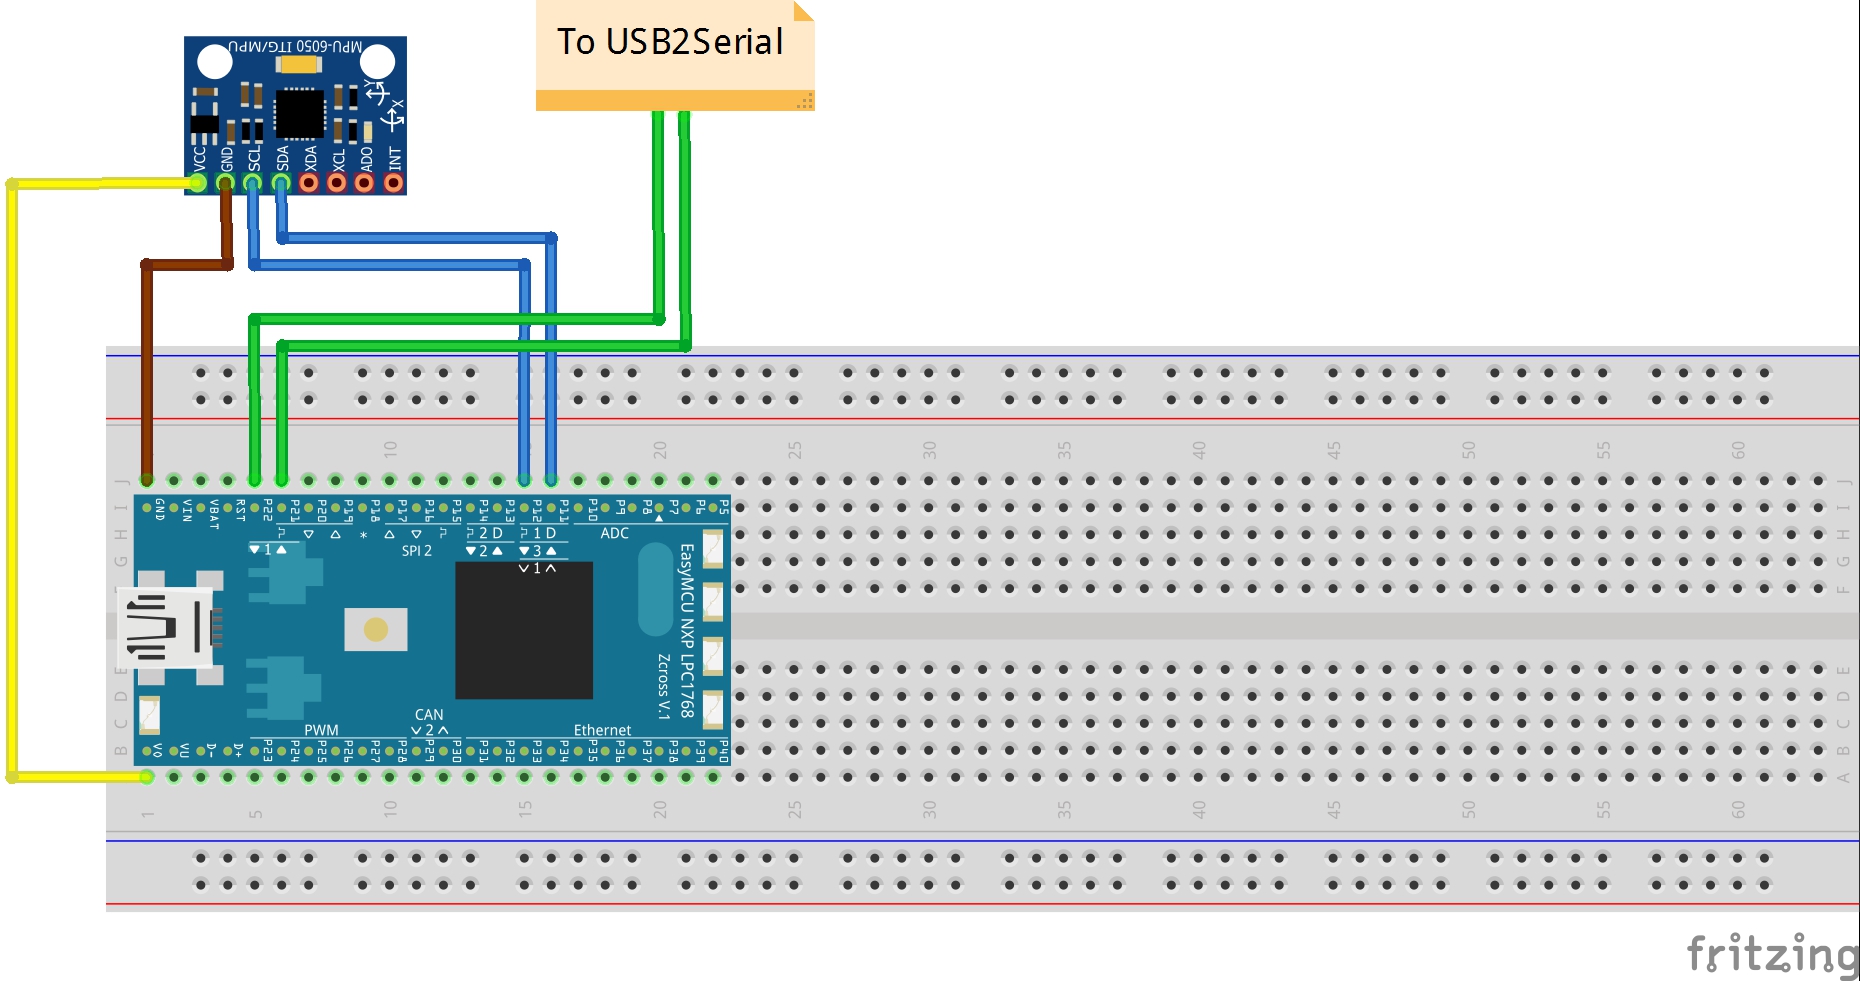 MPU-6050 ITG/MPU
To USB2Serial
Y
X
VCC GND SCL SDA XDA XCL ADO INT
10 20 25 30 35 40 45 50 55 60
J J
I GND VIN VBAT RST P22 P21 P20 P19 P18 P17 P16 P15 P14 P13 P12 P11 P10 P9 P8 P7 P6 P5 I
H * 2 D 1 D ADC H
1 SPI 2 2 3
G 1 G
F F
EasyMCU NXP LPC1768
Zcross V.1
E E
D D
C CAN C
PWM 2 Ethernet
B VO VU D- D+ P23 P24 P25 P26 P27 P28 P29 P30 P31 P32 P33 P34 P35 P36 P37 P38 P39 P40 B
A
1 5 10 15 20 25 30 35 40 45 50 55 60
fritzing